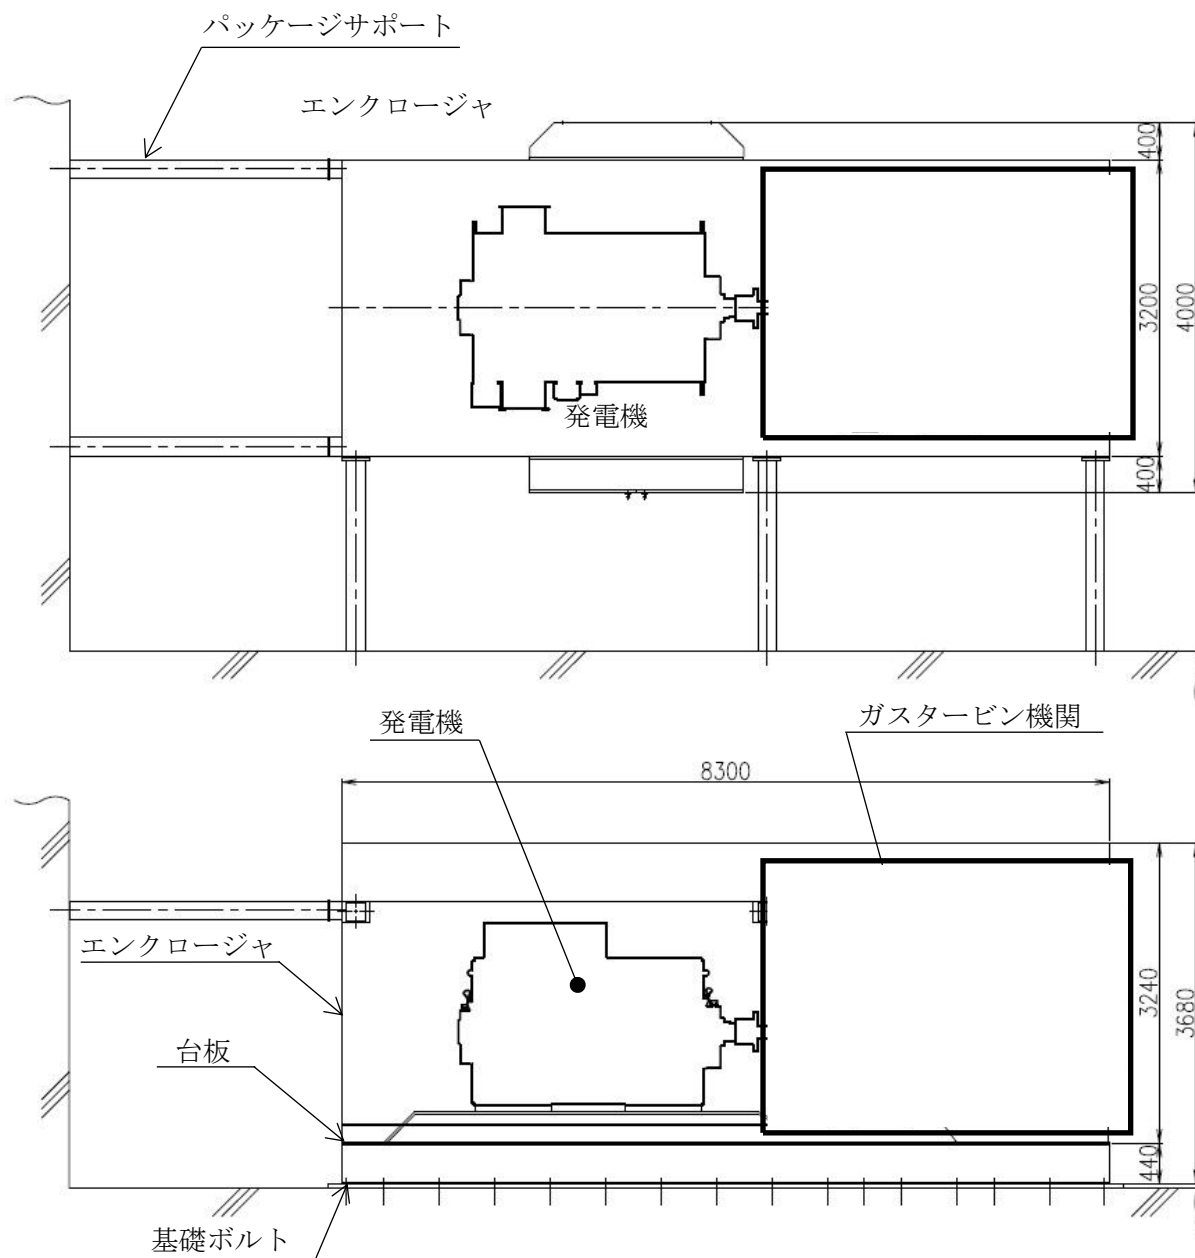 パッケージサポート
エンクロージャ
400
3200
4000
発電機
400
発電機
ガスタービン機関
8300
エンクロージャ
3240
3680
台板
440
基礎ボルト